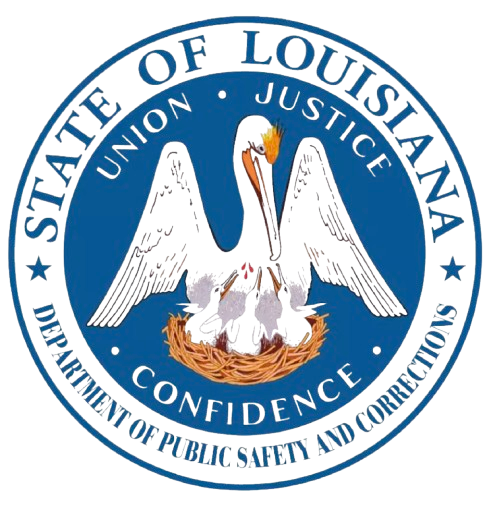 STATE OF LOUISIANA
UNION · JUSTICE
· CONFIDENCE ·
DEPARTMENT OF PUBLIC SAFETY AND CORRECTIONS